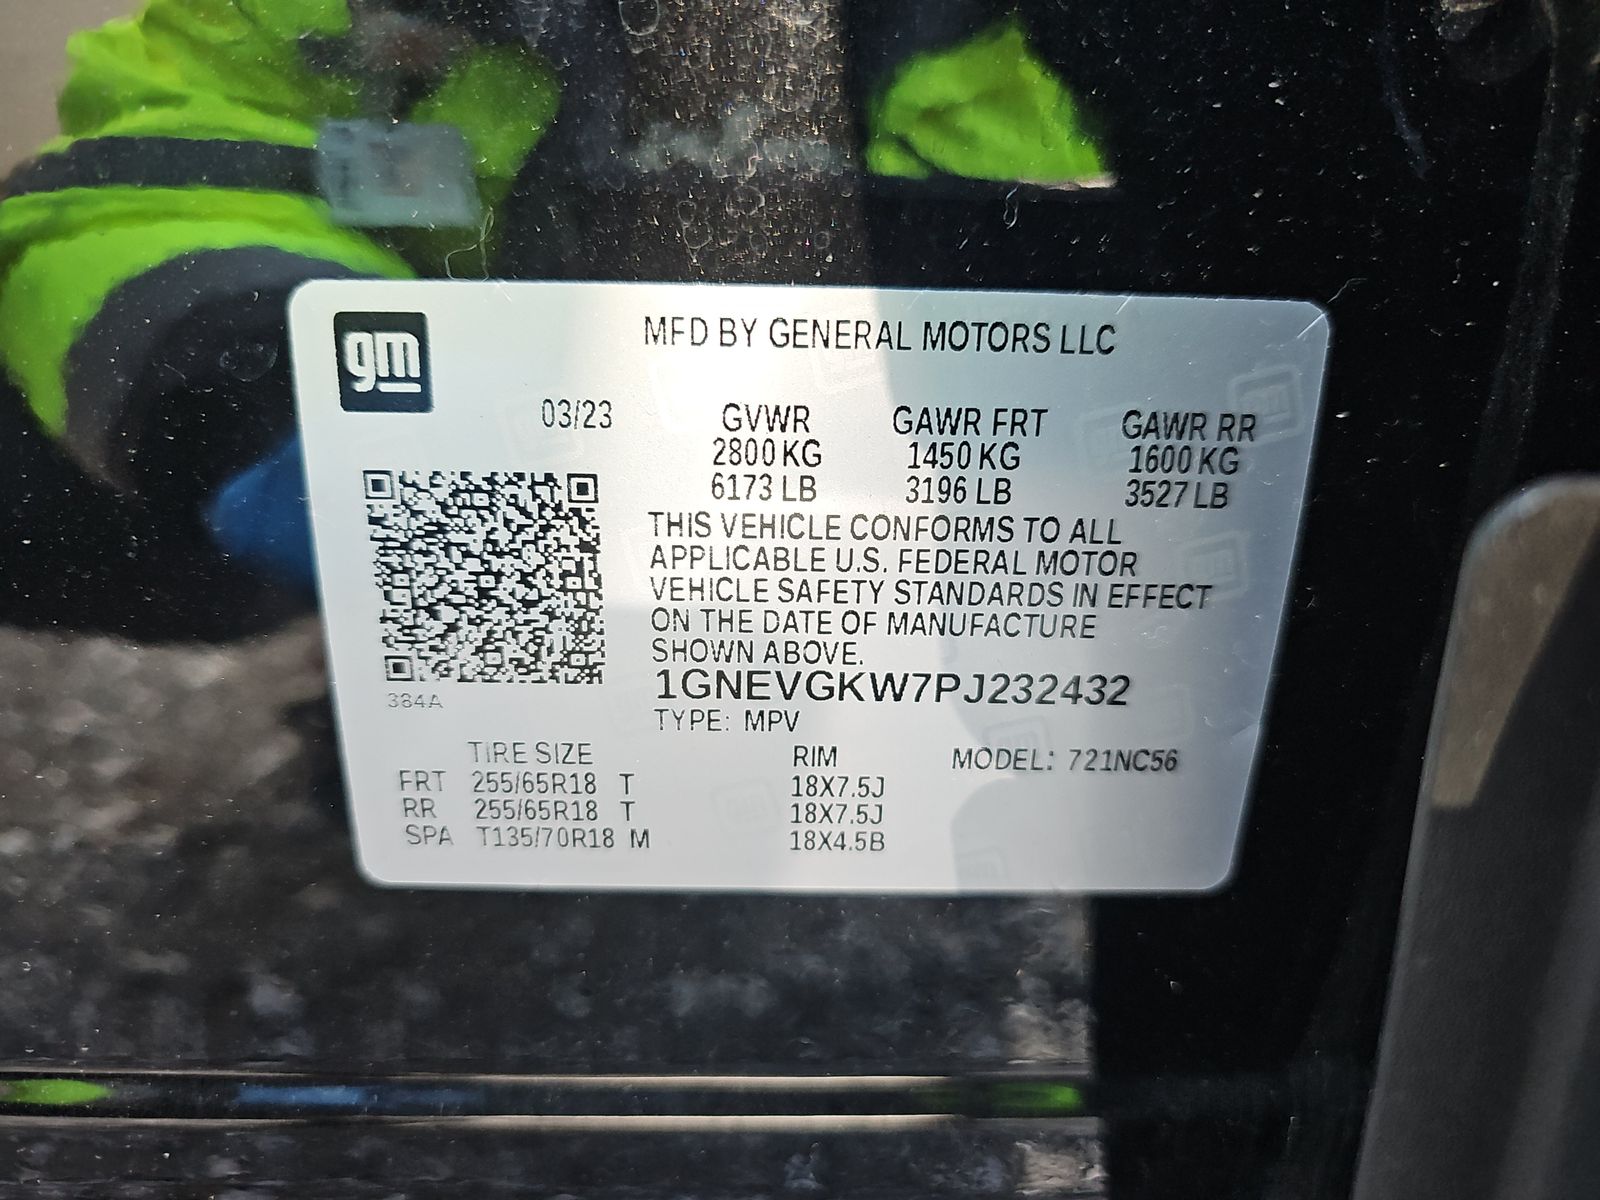 gm
MFD BY GENERAL MOTORS LLC
03/23
GVWR GAWR FRT GAWR RR
2800 KG 1450 KG 1600 KG
6173 LB 3196 LB 3527 LB
THIS VEHICLE CONFORMS TO ALL
APPLICABLE U.S. FEDERAL MOTOR
VEHICLE SAFETY STANDARDS IN EFFECT
ON THE DATE OF MANUFACTURE
SHOWN ABOVE.
1GNEVGKW7PJ232432
384A
TYPE: MPV
TIRE SIZE RIM MODEL: 721NC56
FRT 255/65R18 T 18X7.5J
RR 255/65R18 T 18X7.5J
SPA T135/70R18 M 18X4.5B